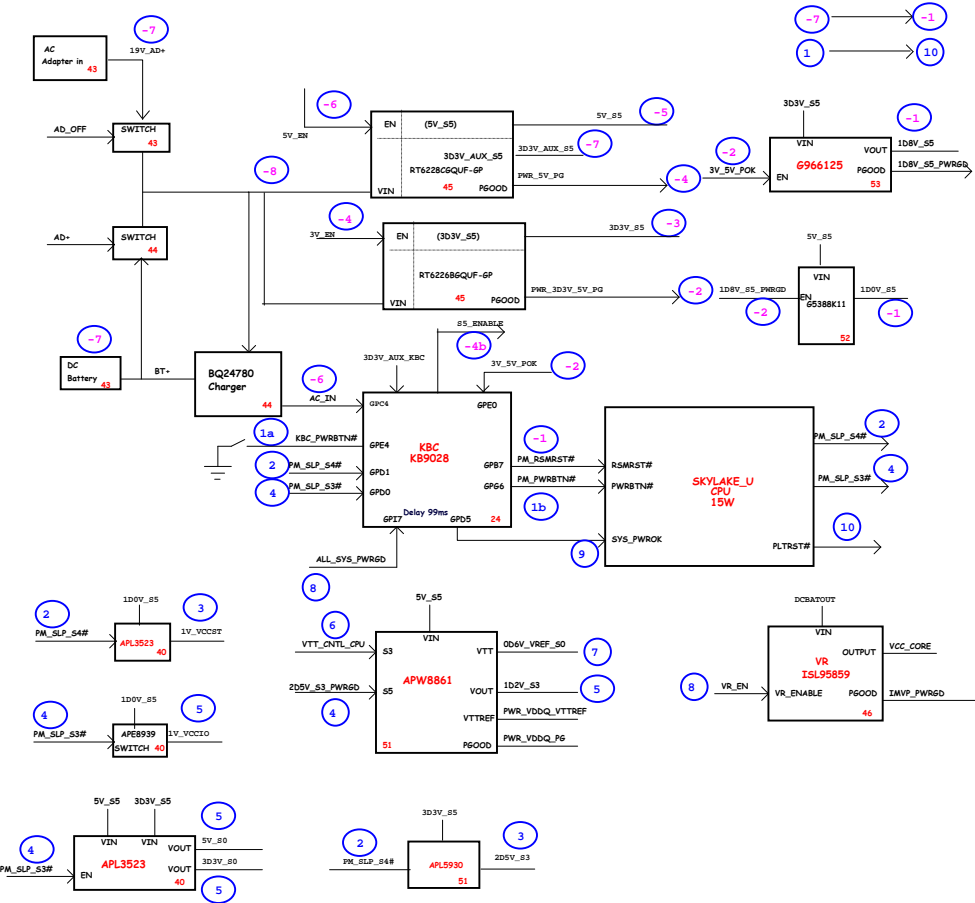 -7
-1
1
10
-7
19V_AD+
AC
Adapter in
43
AD_OFF
SWITCH
43
-8
AD+
SWITCH
44
-7
DC
Battery
43
BT+
BQ24780
Charger
44
-6
5V_EN
EN
(5V_S5)
3D3V_AUX_S5
RT6228CGQUF-GP
VIN
45
PGOOD
5V_S5
-5
3D3V_AUX_S5
-7
PWR_5V_PG
-4
-4
3V_EN
EN
(3D3V_S5)
RT6226BGQUF-GP
VIN
45
PGOOD
3D3V_S5
-3
PWR_3D3V_5V_PG
-2
3D3V_S5
-2
3V_5V_POK
VIN
VOUT
G966125
PGOOD
EN
53
-1
1D8V_S5
1D8V_S5_PWRGD
5V_S5
1D8V_S5_PWRGD
-2
VIN
EN
G5388K11
52
1D0V_S5
-1
S5_ENABLE
-4b
3D3V_AUX_KBC
3V_5V_POK
-2
-6
AC_IN
1a
KBC_PWRBTN#
2
PM_SLP_S4#
4
PM_SLP_S3#
GPC4
GPE0
GPE4
KBC
KB9028
GPD1
GPD0
GPB7
GPG6
Delay 99ms
GPI7
GPD5
24
-1
PM_RSMRST#
PM_PWRBTN#
1b
9
ALL_SYS_PWRGD
8
RSMRST#
PWRBTN#
SYS_PWROK
SKYLAKE_U
CPU
15W
PLTRST#
2
PM_SLP_S4#
4
PM_SLP_S3#
10
1D0V_S5
2
PM_SLP_S4#
APL3523
40
3
1V_VCCST
1D0V_S5
4
PM_SLP_S3#
APE8939
SWITCH
40
5
1V_VCCIO
5V_S5
3D3V_S5
4
PM_SLP_S3#
VIN
VIN
VOUT
APL3523
VOUT
EN
40
5
5V_S0
3D3V_S0
5
5V_S5
6
VTT_CNTL_CPU
2D5V_S3_PWRGD
4
VIN
S3
VTT
APW8861
S5
VOUT
VTTREF
PGOOD
51
0D6V_VREF_S0
7
1D2V_S3
5
PWR_VDDQ_VTTREF
PWR_VDDQ_PG
3D3V_S5
2
PM_SLP_S4#
APL5930
51
3
2D5V_S3
DCBATOUT
8
VR_EN
VIN
OUTPUT
VR
ISL95859
VR_ENABLE
PGOOD
46
VCC_CORE
IMVP_PWRGD